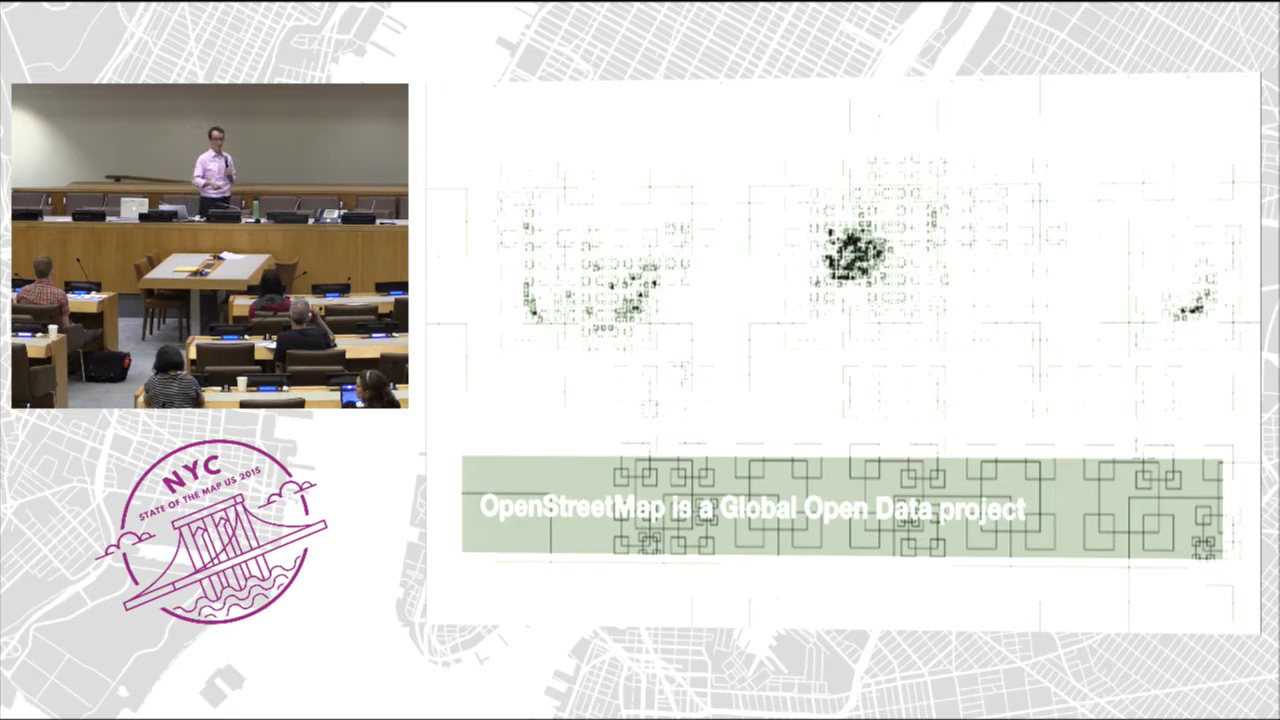 NYC
STATE OF THE MAP US 2015
OpenStreetMap is a Global Open Data project